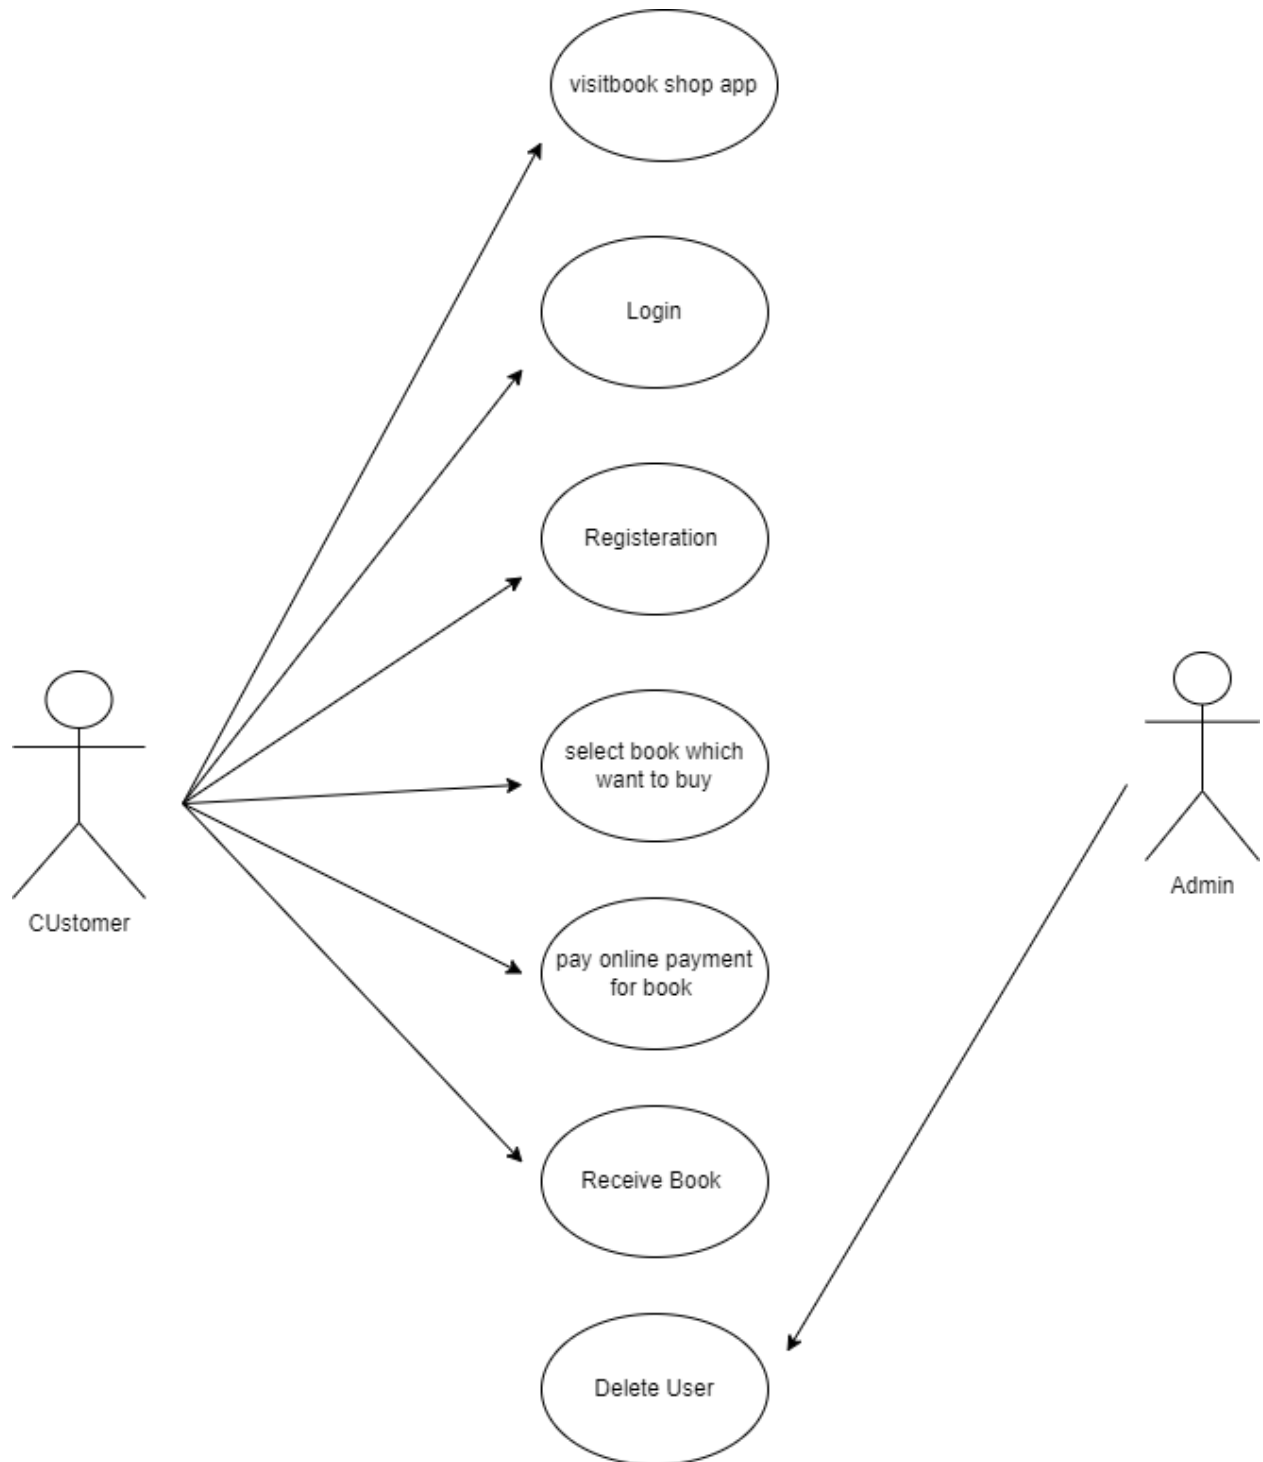 visitbook shop app
Login
Registeration
select book which
want to buy
CUstomer
Admin
pay online payment
for book
Receive Book
Delete User